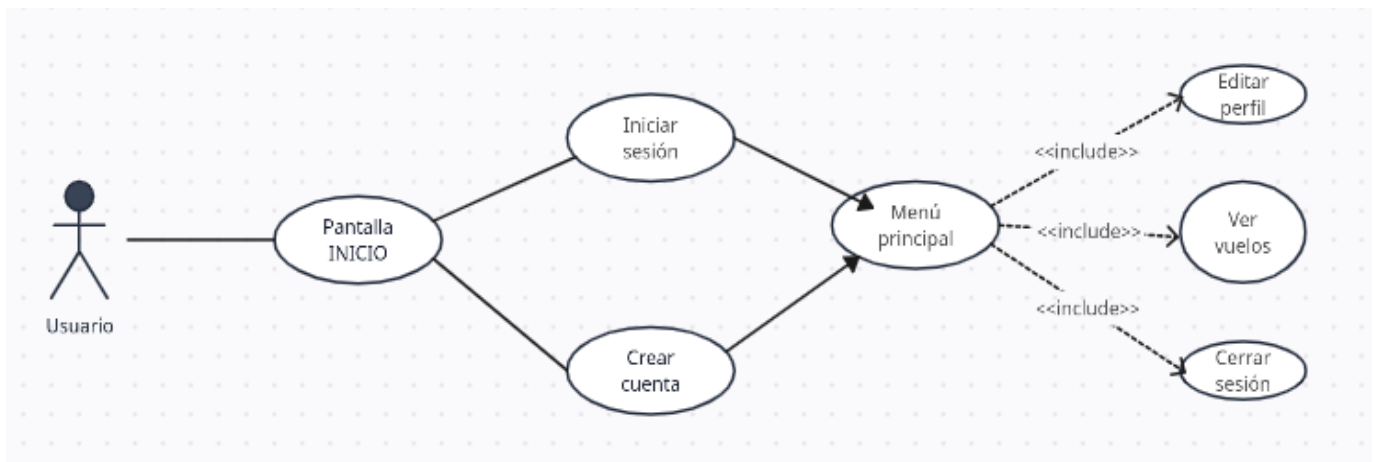 Usuario
Pantalla
INICIO
Iniciar
sesión
Crear
cuenta
Menú
principal
<<include>>
<<include>>
<<include>>
Editar
perfil
Ver
vuelos
Cerrar
sesión